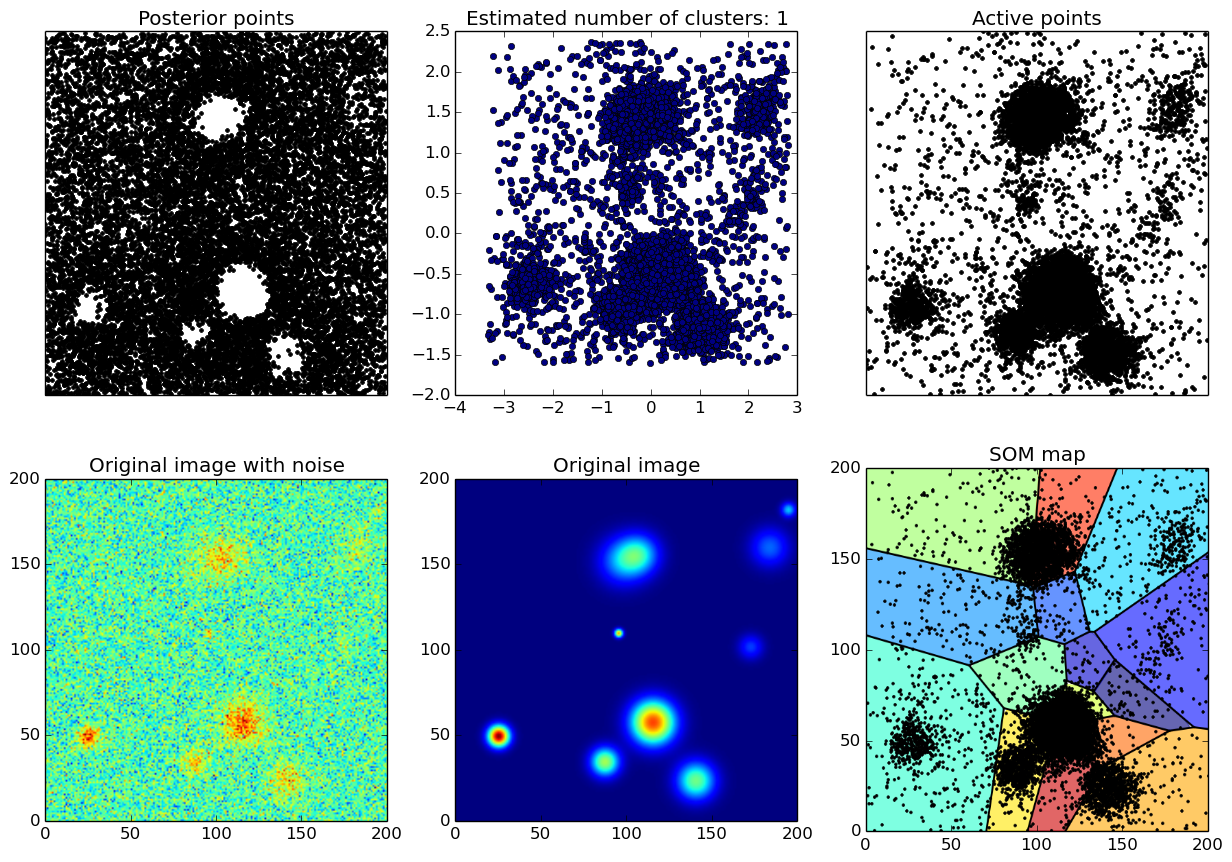 Posterior points
Estimated number of clusters: 1
Active points
2.5
2.0
1.5
1.0
0.5
0.0
−0.5
−1.0
−1.5
−2.0
−4 −3 −2 −1 0 1 2 3
Original image with noise
Original image
SOM map
200
150
100
50
0
0 50 100 150 200
200
150
100
50
0
0 50 100 150 200
200
150
100
50
0
0 50 100 150 200